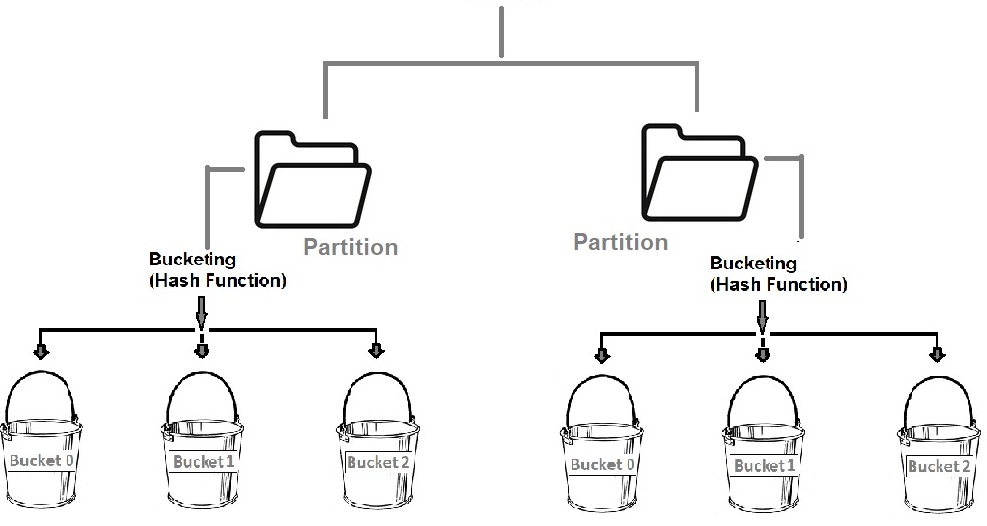 Partition
Partition
Bucketing
(Hash Function)
Bucketing
(Hash Function)
Bucket 0
Bucket 1
Bucket 2
Bucket 0
Bucket 1
Bucket 2